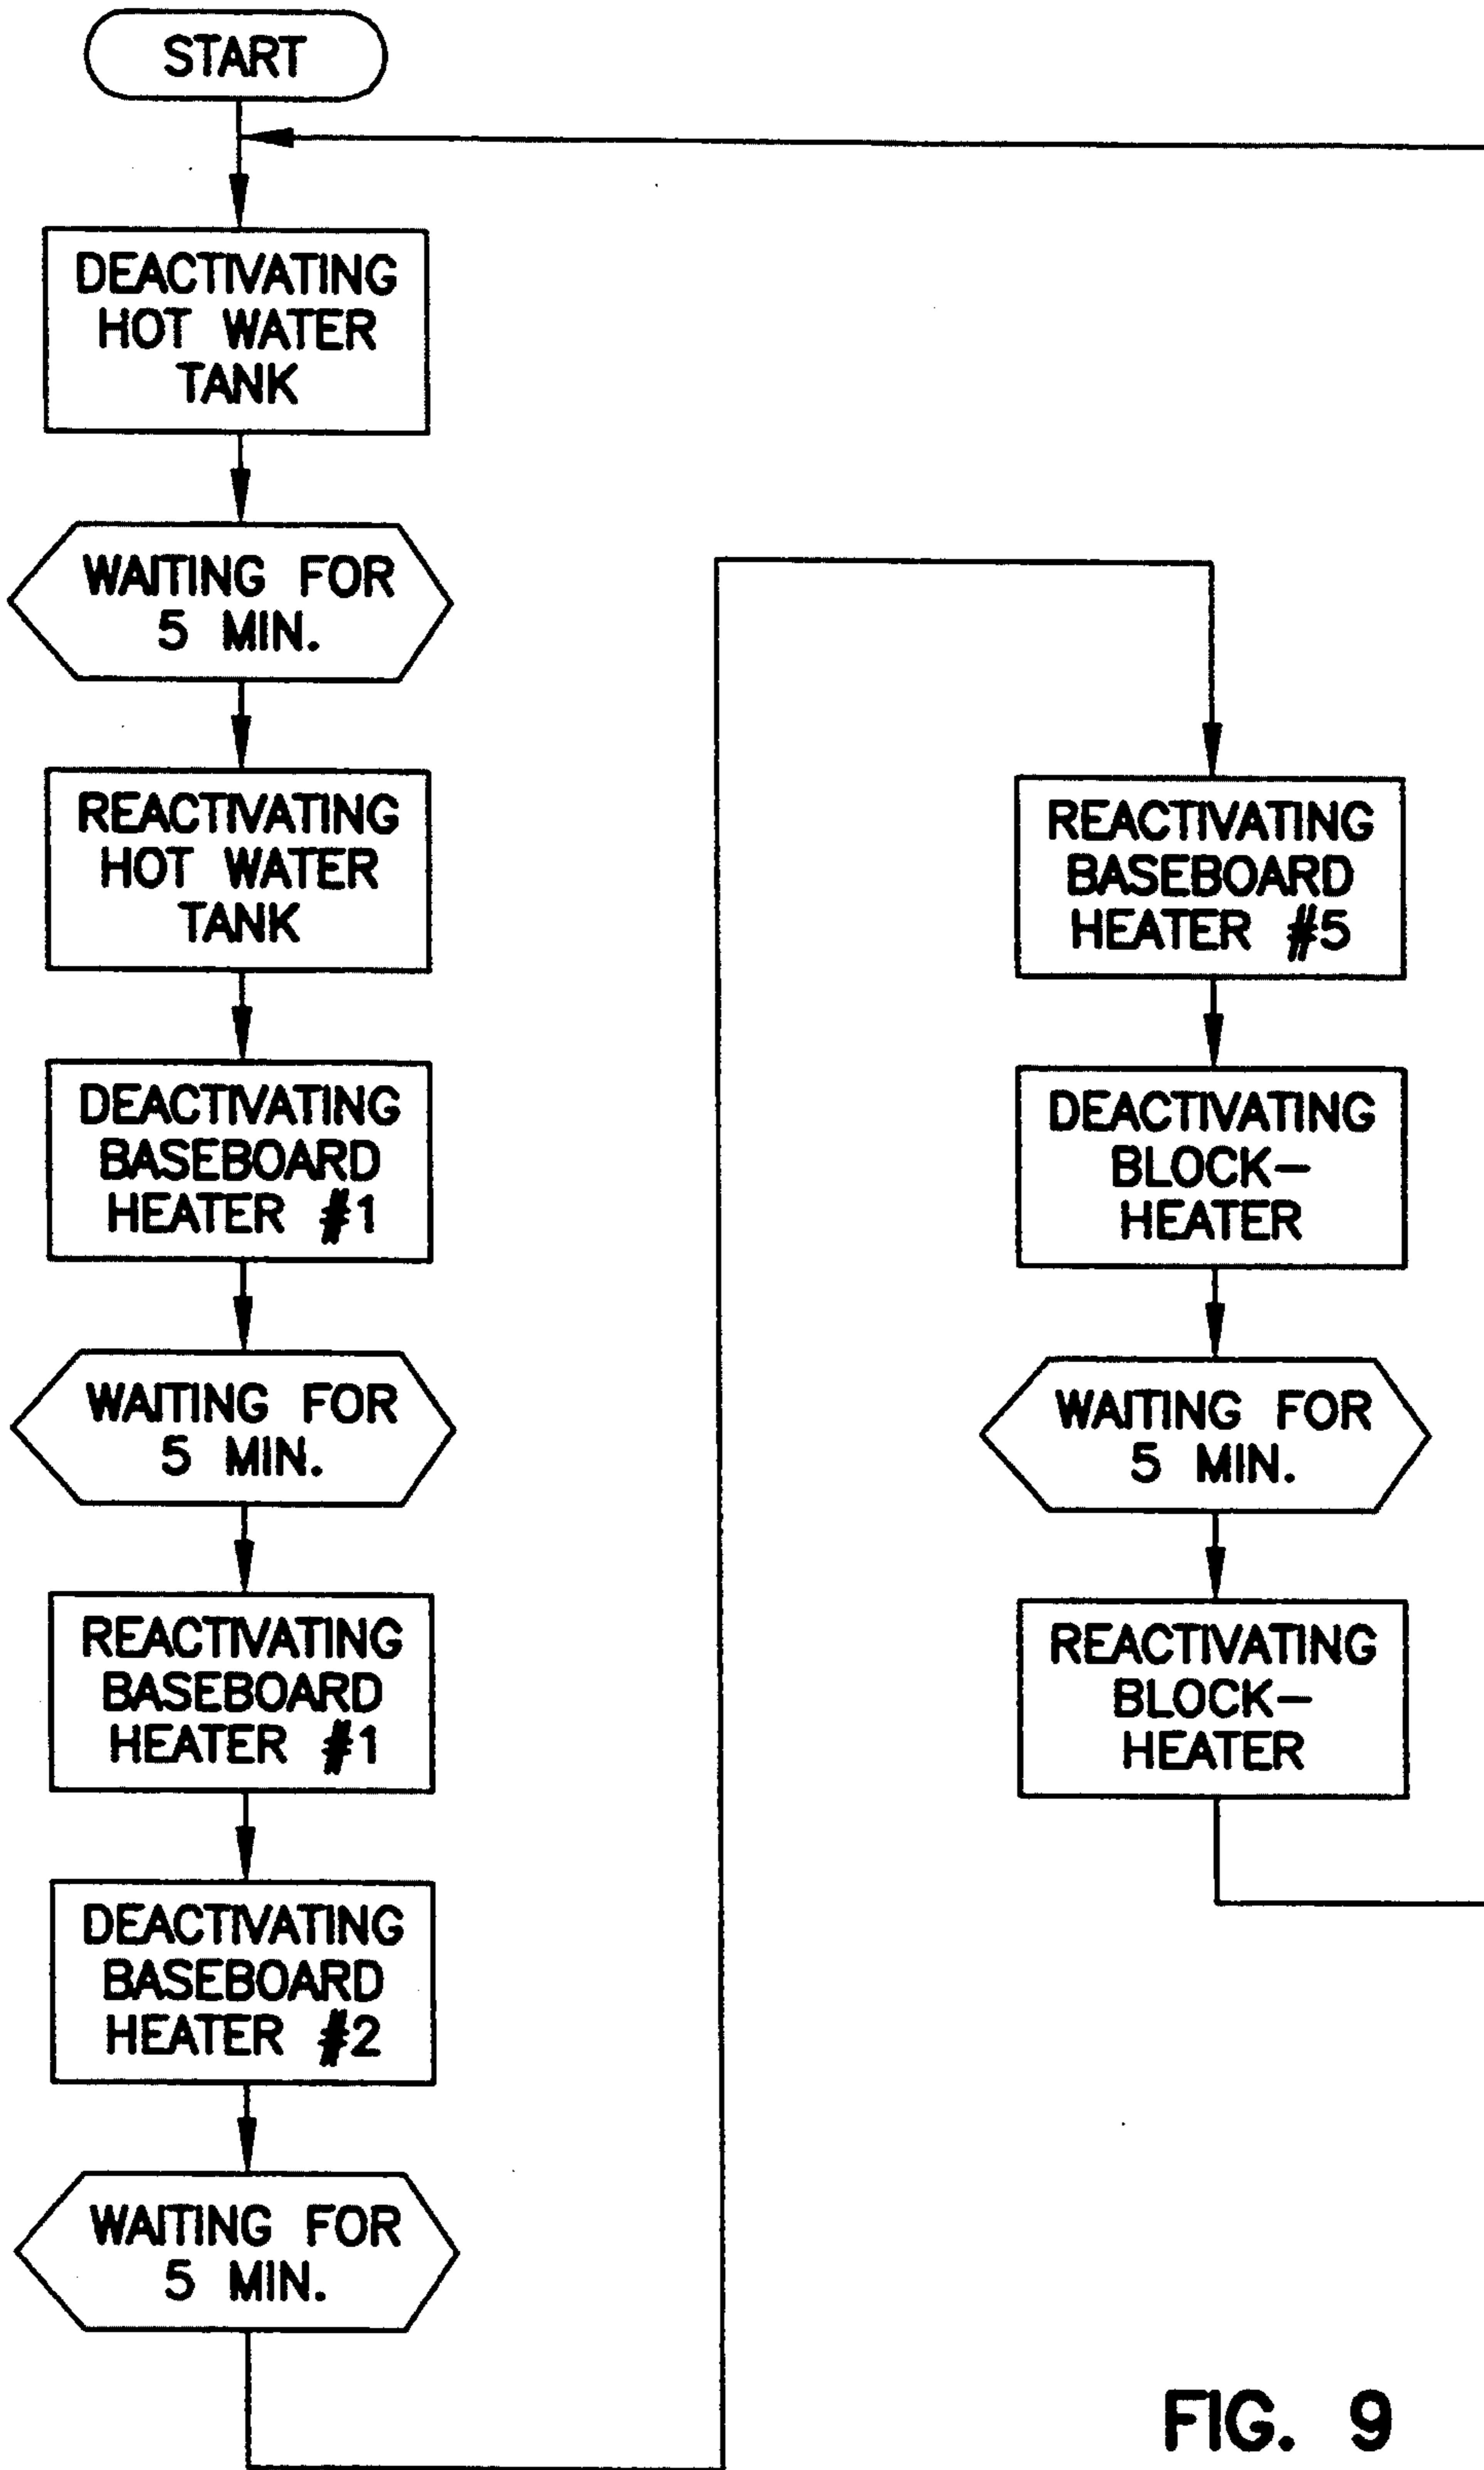 START
DEACTIVATING
HOT WATER
TANK
WAITING FOR
5 MIN.
REACTIVATING
HOT WATER
TANK
DEACTIVATING
BASEBOARD
HEATER #1
WAITING FOR
5 MIN.
REACTIVATING
BASEBOARD
HEATER #1
DEACTIVATING
BASEBOARD
HEATER #2
WAITING FOR
5 MIN.
REACTIVATING
BASEBOARD
HEATER #5
DEACTIVATING
BLOCK-
HEATER
WAITING FOR
5 MIN.
REACTIVATING
BLOCK-
HEATER
FIG. 9